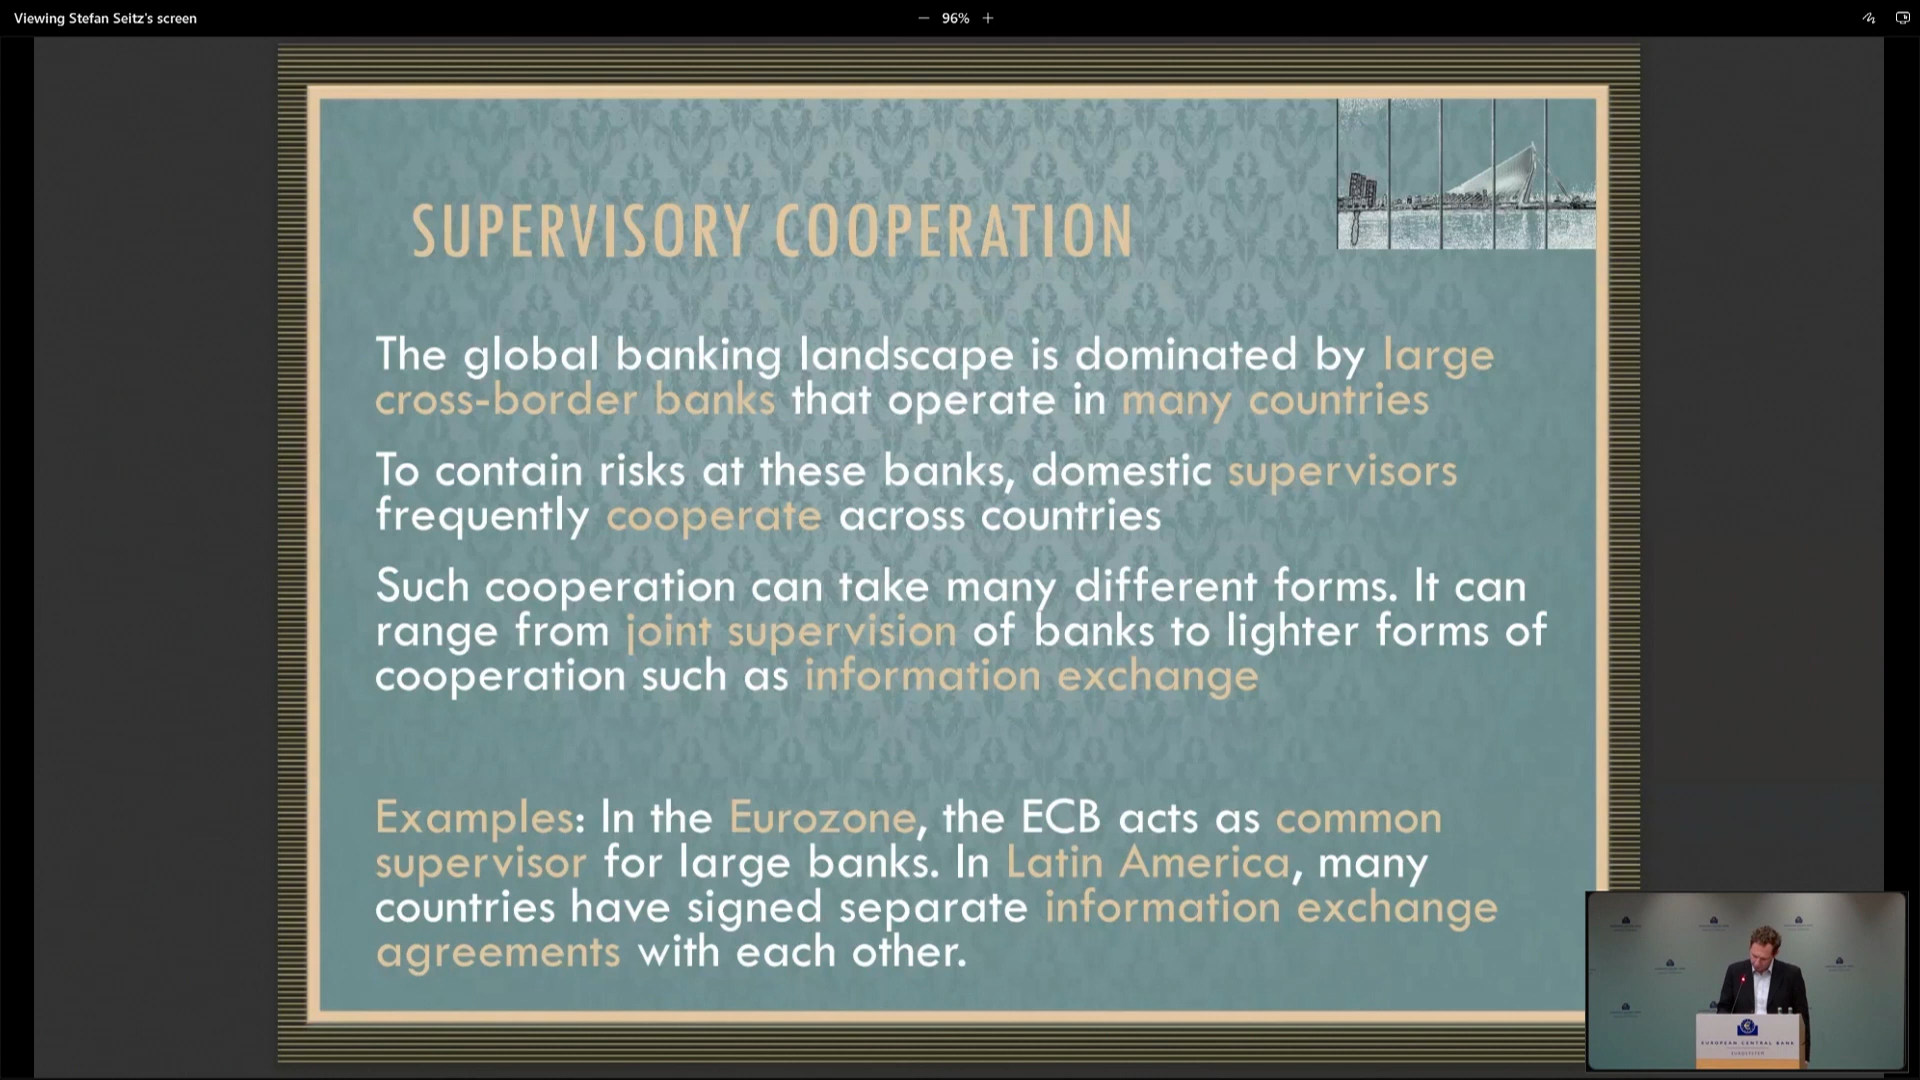 Viewing Stefan Seitz's screen
96%
SUPERVISORY COOPERATION
The global banking landscape is dominated by large
cross-border banks that operate in many countries
To contain risks at these banks, domestic supervisors
frequently cooperate across countries
Such cooperation can take many different forms. It can
range from joint supervision of banks to lighter forms of
cooperation such as information exchange
Examples: In the Eurozone, the ECB acts as common
supervisor for large banks. In Latin America, many
countries have signed separate information exchange
agreements with each other.
EUROPEAN CENTRAL BANK
EUROSYSTEM